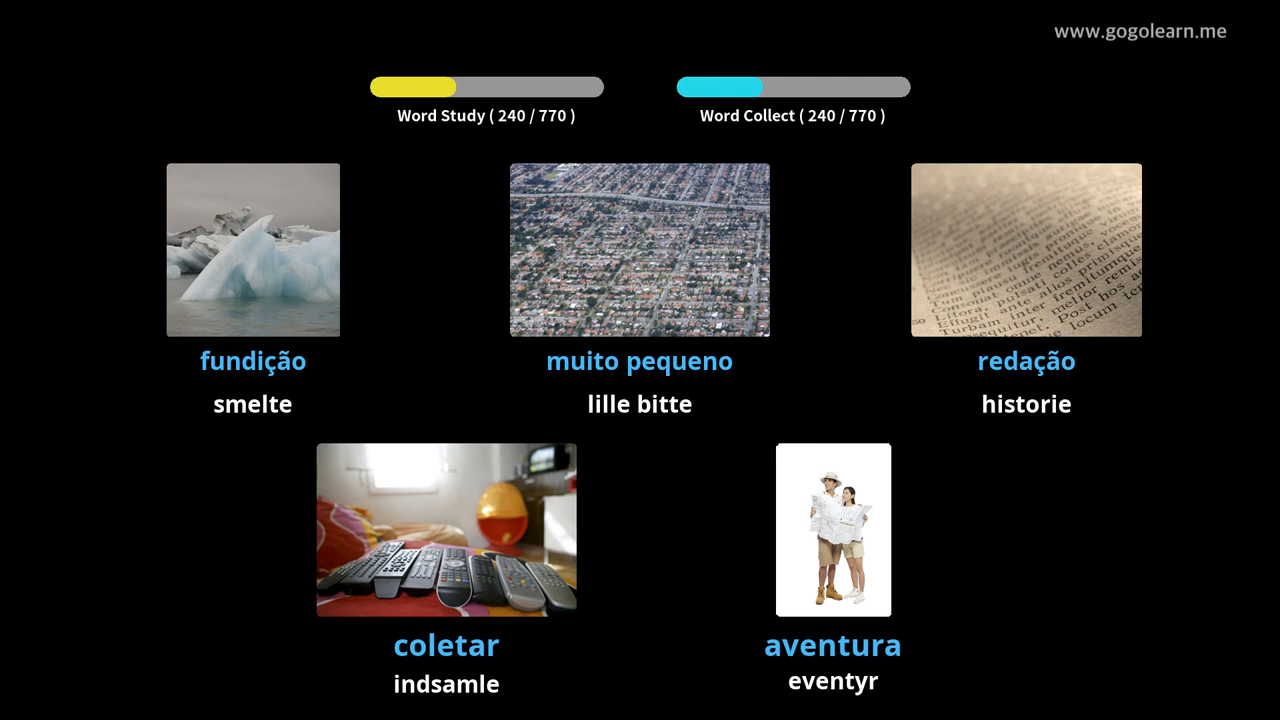 www.gogolearn.me
Word Study ( 240 / 770 )
Word Collect ( 240 / 770 )
fundição
muito pequeno
redação
smelte
lille bitte
historie
coletar
aventura
indsamle
eventyr